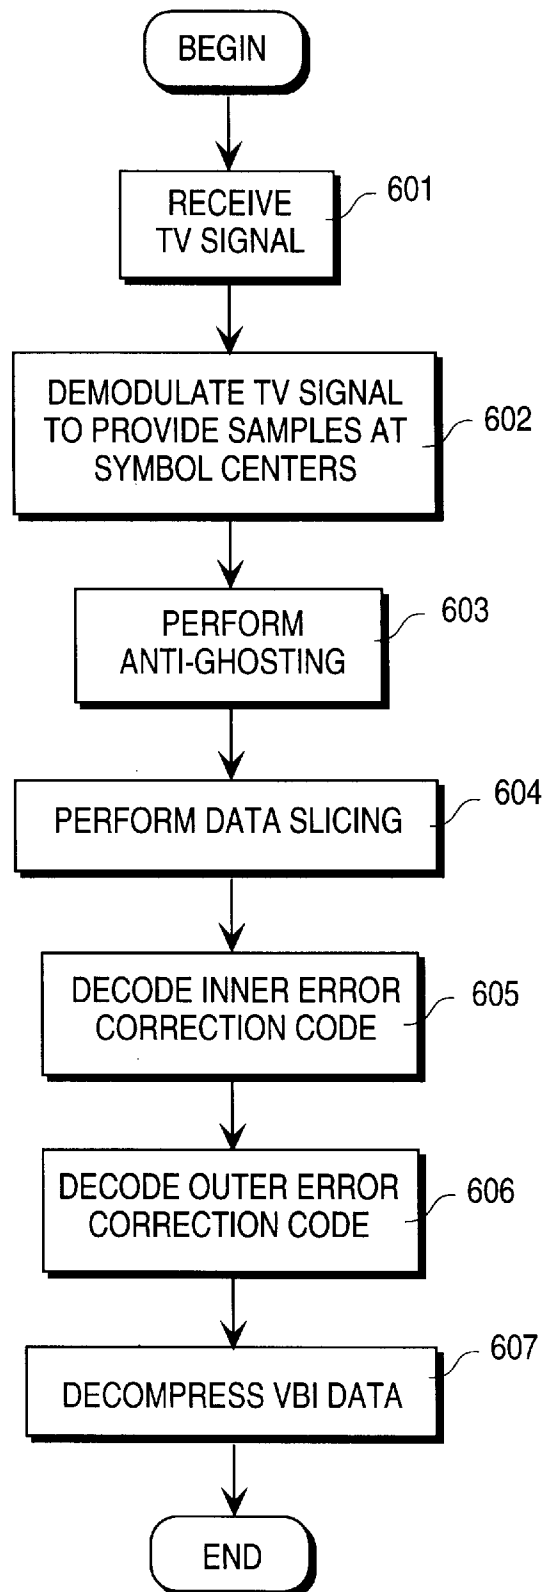 BEGIN
RECEIVE
TV SIGNAL
601
DEMODULATE TV SIGNAL
TO PROVIDE SAMPLES AT
SYMBOL CENTERS
602
PERFORM
ANTI-GHOSTING
603
PERFORM DATA SLICING
604
DECODE INNER ERROR
CORRECTION CODE
605
DECODE OUTER ERROR
CORRECTION CODE
606
DECOMPRESS VBI DATA
607
END